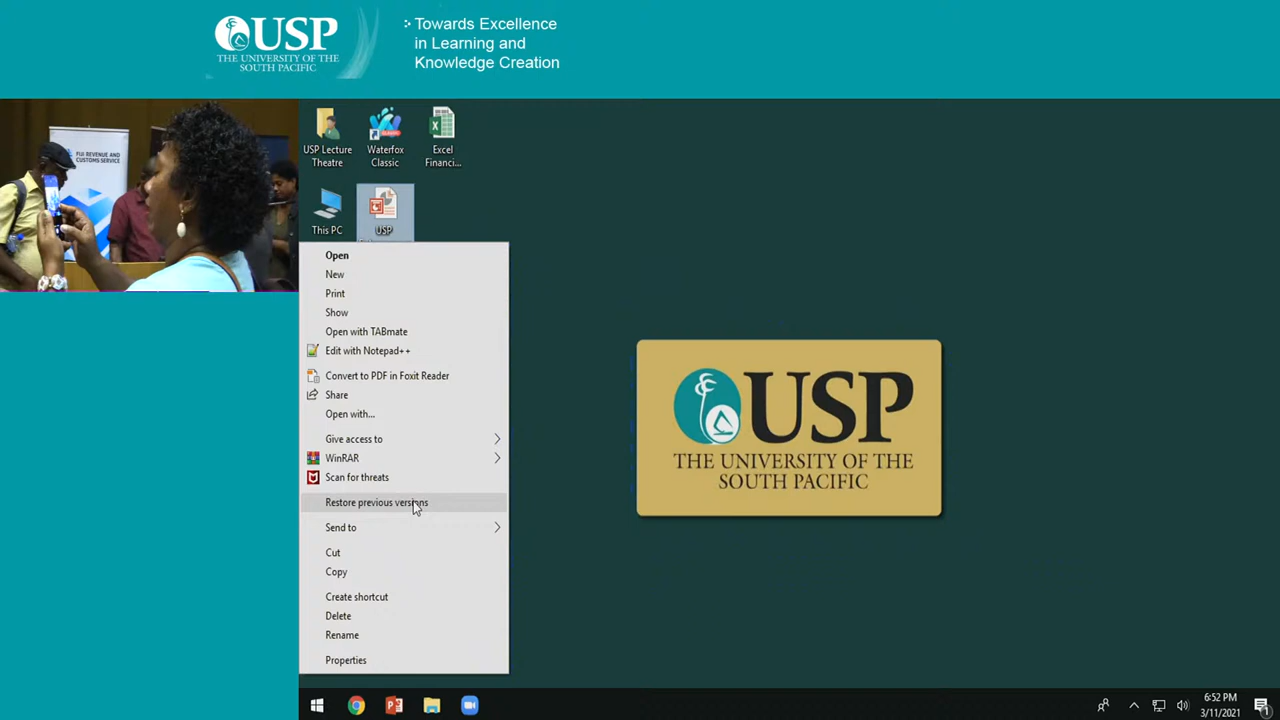 USP
THE UNIVERSITY OF THE
SOUTH PACIFIC
Towards Excellence
in Learning and
Knowledge Creation
FIJI REVENUE AND
CUSTOMS SERVICE
USP Lecture
Theatre
Waterfox
Classic
Excel
Financi...
This PC
USP
Open
New
Print
Show
Open with TABmate
Edit with Notepad++
Convert to PDF in Foxit Reader
Share
Open with...
Give access to
WinRAR
Scan for threats
Restore previous versions
Send to
Cut
Copy
Create shortcut
Delete
Rename
Properties
USP
THE UNIVERSITY OF THE
SOUTH PACIFIC
6:52 PM
3/11/2021
1